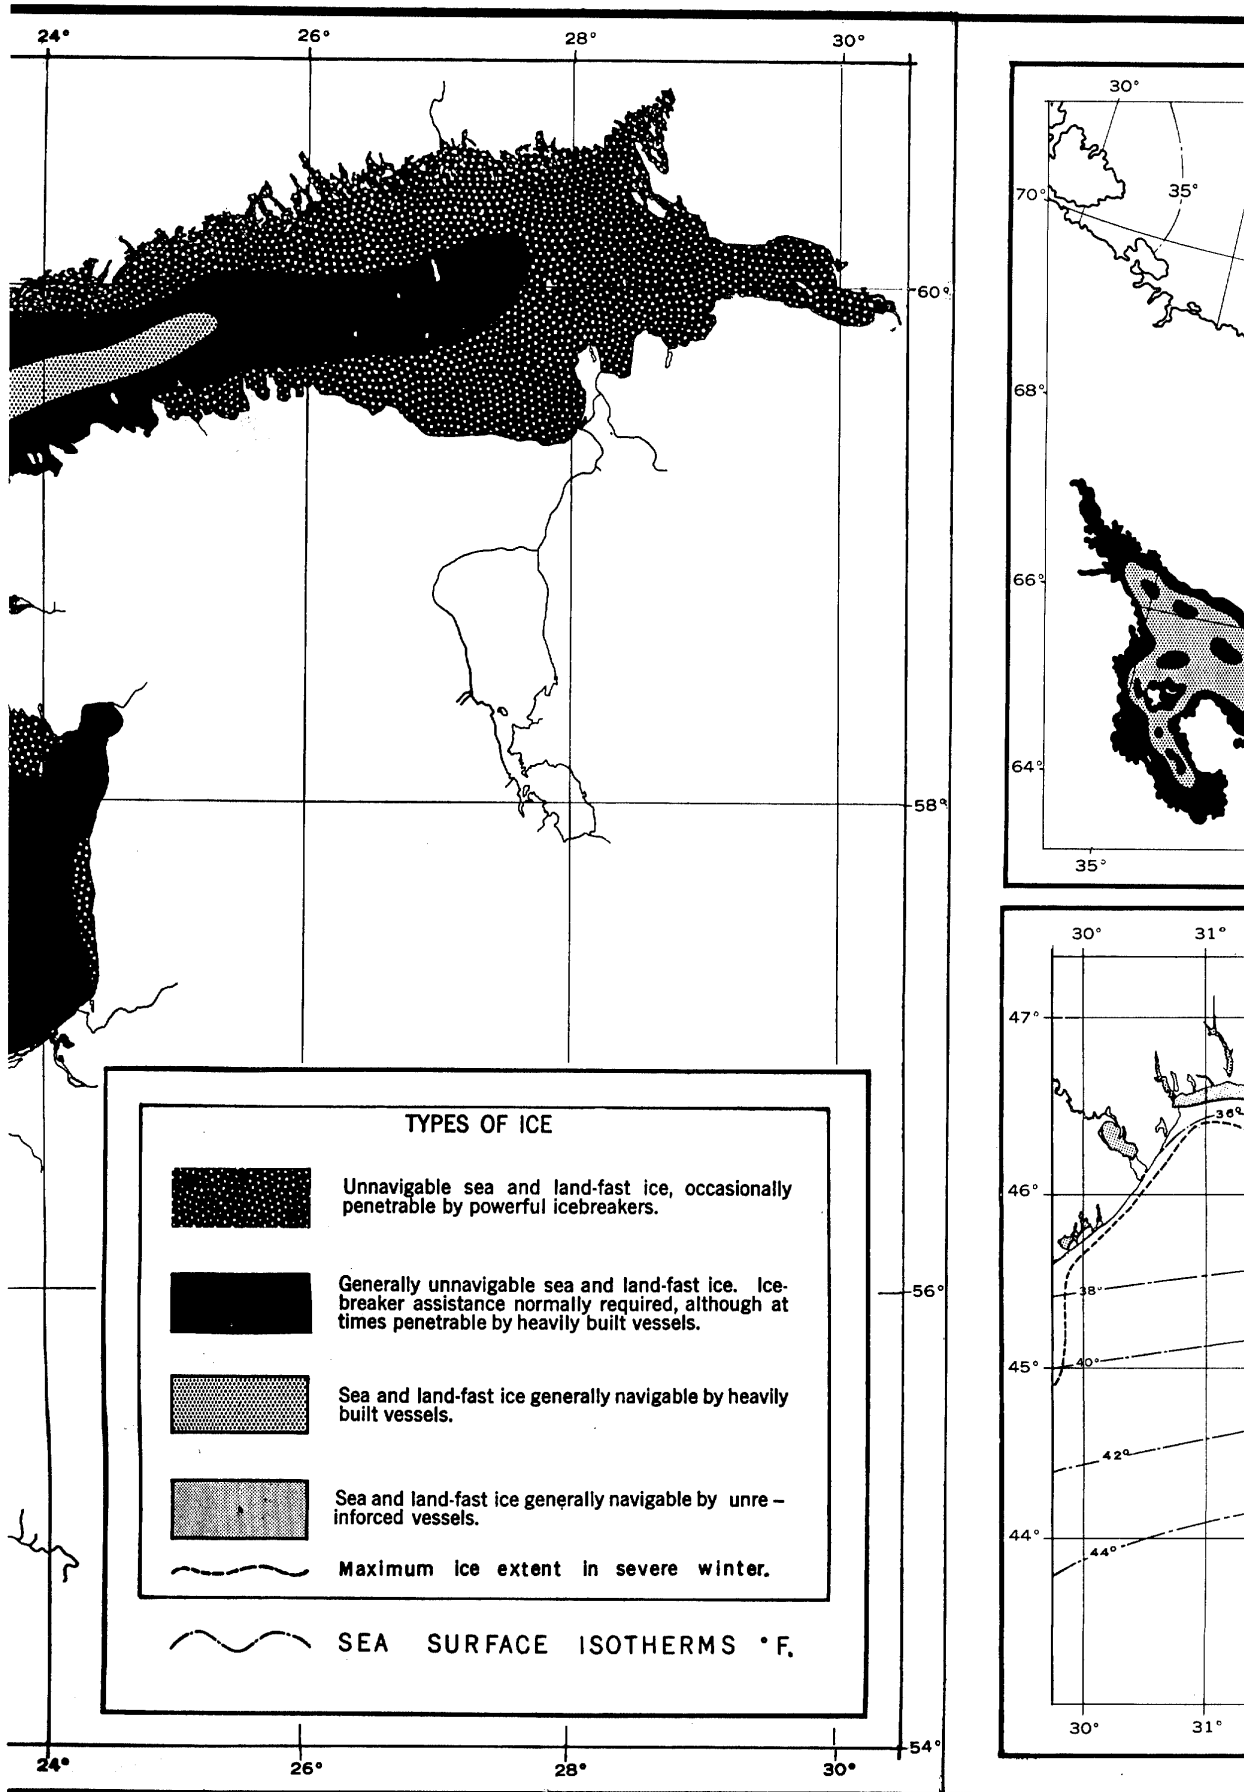 24° 26° 28° 30°
60°
58°
56°
54°
TYPES OF ICE
Unnavigable sea and land-fast ice, occasionally
penetrable by powerful icebreakers.
Generally unnavigable sea and land-fast ice. Ice-
breaker assistance normally required, although at
times penetrable by heavily built vessels.
Sea and land-fast ice generally navigable by heavily
built vessels.
Sea and land-fast ice generally navigable by unre-
inforced vessels.
Maximum ice extent in severe winter.
SEA SURFACE ISOTHERMS °F.
24° 26° 28° 30°
30°
35°
70°
68°
66°
64°
35°
30° 31°
47°
36°
46°
38°
45°
40°
42°
44°
44°
30° 31°